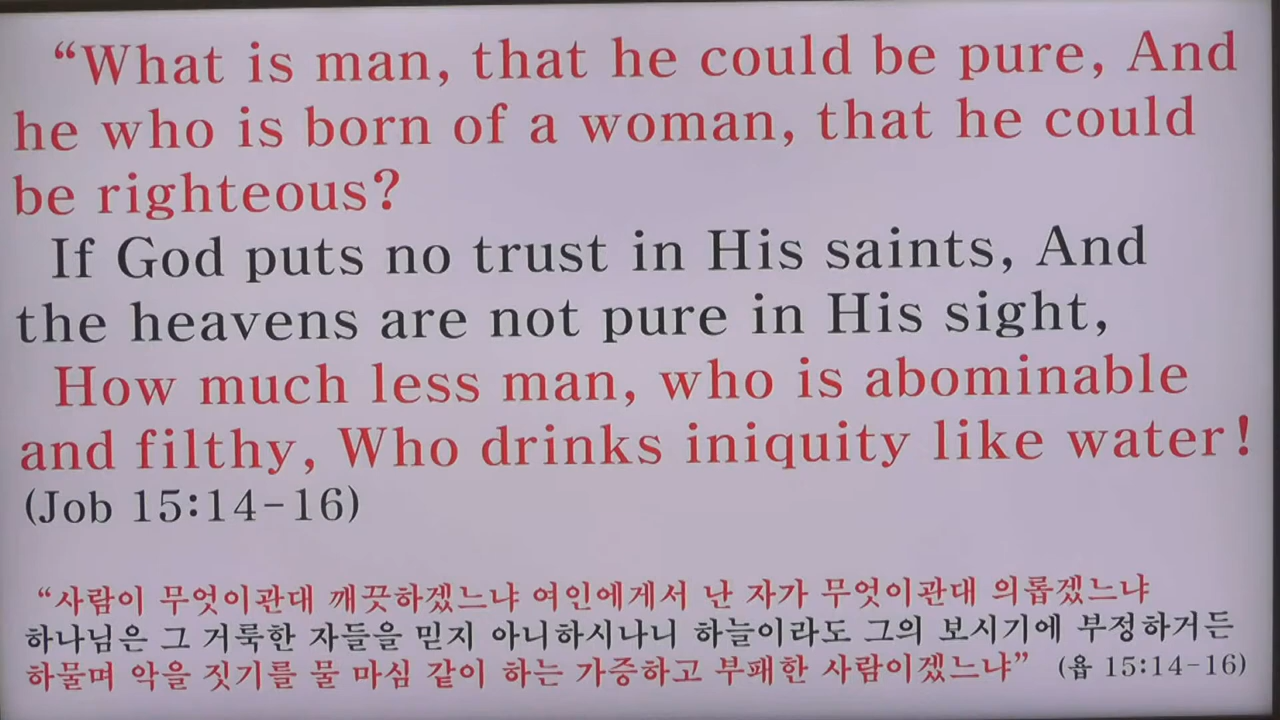 “What is man, that he could be pure, And
he who is born of a woman, that he could
be righteous?
If God puts no trust in His saints, And
the heavens are not pure in His sight,
How much less man, who is abominable
and filthy, Who drinks iniquity like water!
(Job 15:14-16)
“사람이 무엇이관대 깨끗하겠느냐 여인에게서 난 자가 무엇이관대 의롭겠느냐
하나님은 그 거룩한 자들을 믿지 아니하시나니 하늘이라도 그의 보시기에 부정하거든
하물며 악을 짓기를 물 마심 같이 하는 가증하고 부패한 사람이겠느냐” (욥 15:14-16)